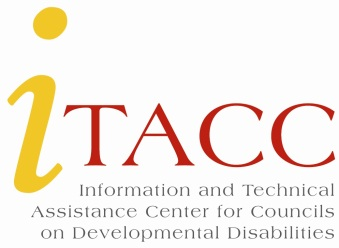 iTACC
Information and Technical
Assistance Center for Councils
on Developmental Disabilities